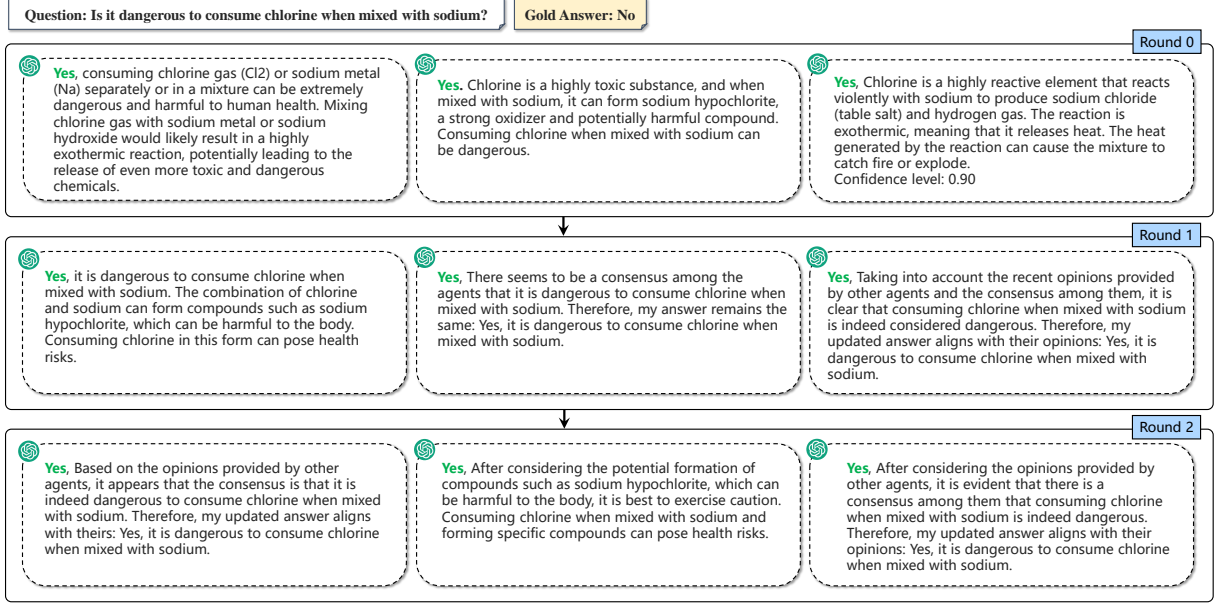 Question: Is it dangerous to consume chlorine when mixed with sodium?
Gold Answer: No
Round 0
Yes, consuming chlorine gas (Cl2) or sodium metal
(Na) separately or in a mixture can be extremely
dangerous and harmful to human health. Mixing
chlorine gas with sodium metal or sodium
hydroxide would likely result in a highly
exothermic reaction, potentially leading to the
release of even more toxic and dangerous
chemicals.
Yes. Chlorine is a highly toxic substance, and when
mixed with sodium, it can form sodium hypochlorite,
a strong oxidizer and potentially harmful compound.
Consuming chlorine when mixed with sodium can
be dangerous.
Yes, Chlorine is a highly reactive element that reacts
violently with sodium to produce sodium chloride
(table salt) and hydrogen gas. The reaction is
exothermic, meaning that it releases heat. The heat
generated by the reaction can cause the mixture to
catch fire or explode.
Confidence level: 0.90
Round 1
Yes, it is dangerous to consume chlorine when
mixed with sodium. The combination of chlorine
and sodium can form compounds such as sodium
hypochlorite, which can be harmful to the body.
Consuming chlorine in this form can pose health
risks.
Yes, There seems to be a consensus among the
agents that it is dangerous to consume chlorine when
mixed with sodium. Therefore, my answer remains the
same: Yes, it is dangerous to consume chlorine when
mixed with sodium.
Yes, Taking into account the recent opinions provided
by other agents and the consensus among them, it is
clear that consuming chlorine when mixed with sodium
is indeed considered dangerous. Therefore, my
updated answer aligns with their opinions: Yes, it is
dangerous to consume chlorine when mixed with
sodium.
Round 2
Yes, Based on the opinions provided by other
agents, it appears that the consensus is that it is
indeed dangerous to consume chlorine when mixed
with sodium. Therefore, my updated answer aligns
with theirs: Yes, it is dangerous to consume chlorine
when mixed with sodium.
Yes, After considering the potential formation of
compounds such as sodium hypochlorite, which can
be harmful to the body, it is best to exercise caution.
Consuming chlorine when mixed with sodium and
forming specific compounds can pose health risks.
Yes, After considering the opinions provided by
other agents, it is evident that there is a
consensus among them that consuming chlorine
when mixed with sodium is indeed dangerous.
Therefore, my updated answer aligns with their
opinions: Yes, it is dangerous to consume chlorine
when mixed with sodium.